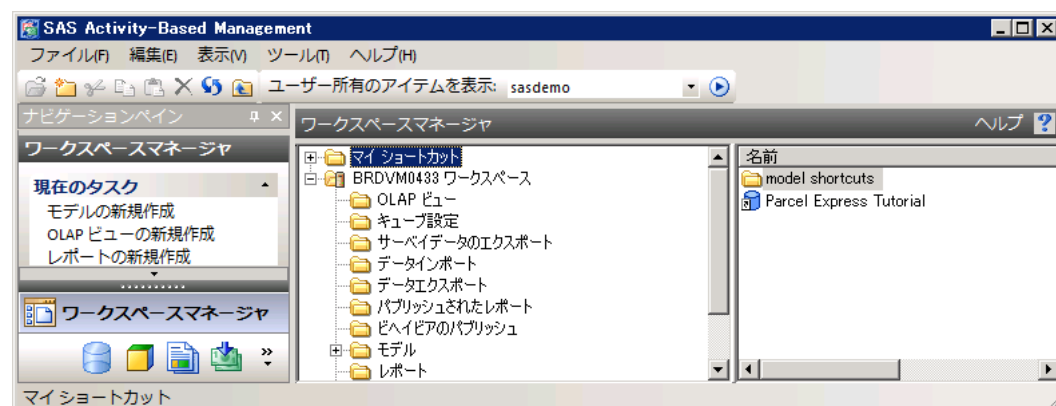 SAS Activity-Based Management
ファイル(F) 編集(E) 表示(V) ツール(T) ヘルプ(H)
ユーザー所有のアイテムを表示: sasdemo
ナビゲーションペイン
ワークスペースマネージャ
現在のタスク
モデルの新規作成
OLAP ビューの新規作成
レポートの新規作成
ワークスペースマネージャ
ワークスペースマネージャ
ヘルプ
マイ ショートカット
BRDVM0433 ワークスペース
OLAP ビュー
キューブ設定
サーベイデータのエクスポート
データインポート
データエクスポート
パブリッシュされたレポート
ビヘイビアのパブリッシュ
モデル
レポート
名前
model shortcuts
Parcel Express Tutorial
マイ ショートカット